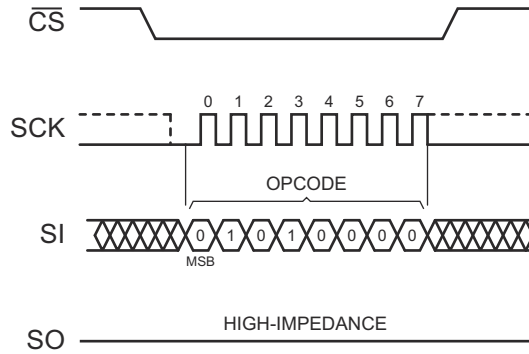 C̅S̅
0 1 2 3 4 5 6 7
SCK
OPCODE
SI 0 1 0 1 0 0 0 0
MSB
HIGH-IMPEDANCE
SO